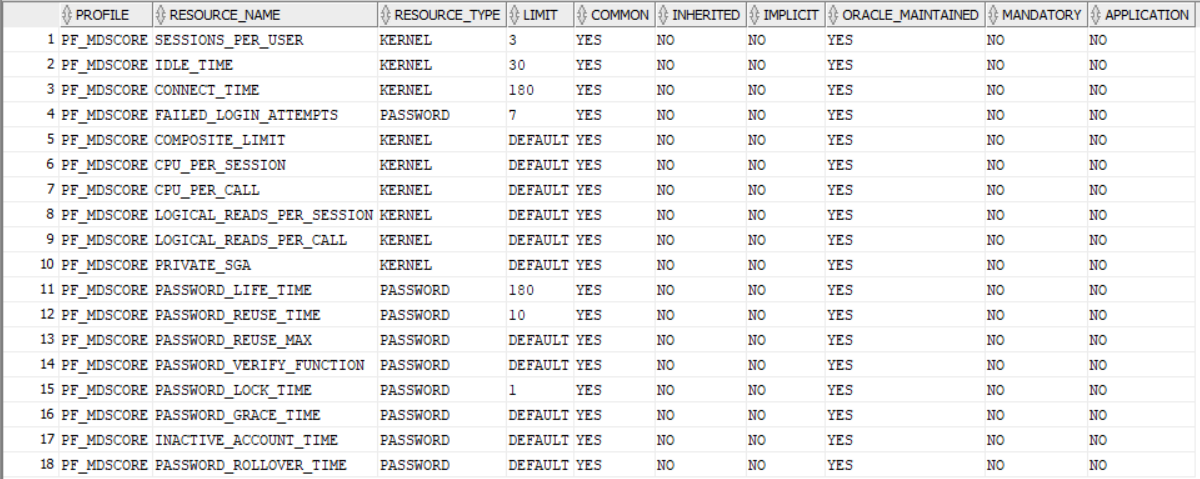 PROFILE RESOURCE_NAME RESOURCE_TYPE LIMIT COMMON INHERITED IMPLICIT ORACLE_MAINTAINED MANDATORY APPLICATION
1 PF_MDSCORE SESSIONS_PER_USER KERNEL 3 YES NO NO YES NO NO
2 PF_MDSCORE IDLE_TIME KERNEL 30 YES NO NO YES NO NO
3 PF_MDSCORE CONNECT_TIME KERNEL 180 YES NO NO YES NO NO
4 PF_MDSCORE FAILED_LOGIN_ATTEMPTS PASSWORD 7 YES NO NO YES NO NO
5 PF_MDSCORE COMPOSITE_LIMIT KERNEL DEFAULT YES NO NO YES NO NO
6 PF_MDSCORE CPU_PER_SESSION KERNEL DEFAULT YES NO NO YES NO NO
7 PF_MDSCORE CPU_PER_CALL KERNEL DEFAULT YES NO NO YES NO NO
8 PF_MDSCORE LOGICAL_READS_PER_SESSION KERNEL DEFAULT YES NO NO YES NO NO
9 PF_MDSCORE LOGICAL_READS_PER_CALL KERNEL DEFAULT YES NO NO YES NO NO
10 PF_MDSCORE PRIVATE_SGA KERNEL DEFAULT YES NO NO YES NO NO
11 PF_MDSCORE PASSWORD_LIFE_TIME PASSWORD 180 YES NO NO YES NO NO
12 PF_MDSCORE PASSWORD_REUSE_TIME PASSWORD 10 YES NO NO YES NO NO
13 PF_MDSCORE PASSWORD_REUSE_MAX PASSWORD DEFAULT YES NO NO YES NO NO
14 PF_MDSCORE PASSWORD_VERIFY_FUNCTION PASSWORD DEFAULT YES NO NO YES NO NO
15 PF_MDSCORE PASSWORD_LOCK_TIME PASSWORD 1 YES NO NO YES NO NO
16 PF_MDSCORE PASSWORD_GRACE_TIME PASSWORD DEFAULT YES NO NO YES NO NO
17 PF_MDSCORE INACTIVE_ACCOUNT_TIME PASSWORD DEFAULT YES NO NO YES NO NO
18 PF_MDSCORE PASSWORD_ROLLOVER_TIME PASSWORD DEFAULT YES NO NO YES NO NO